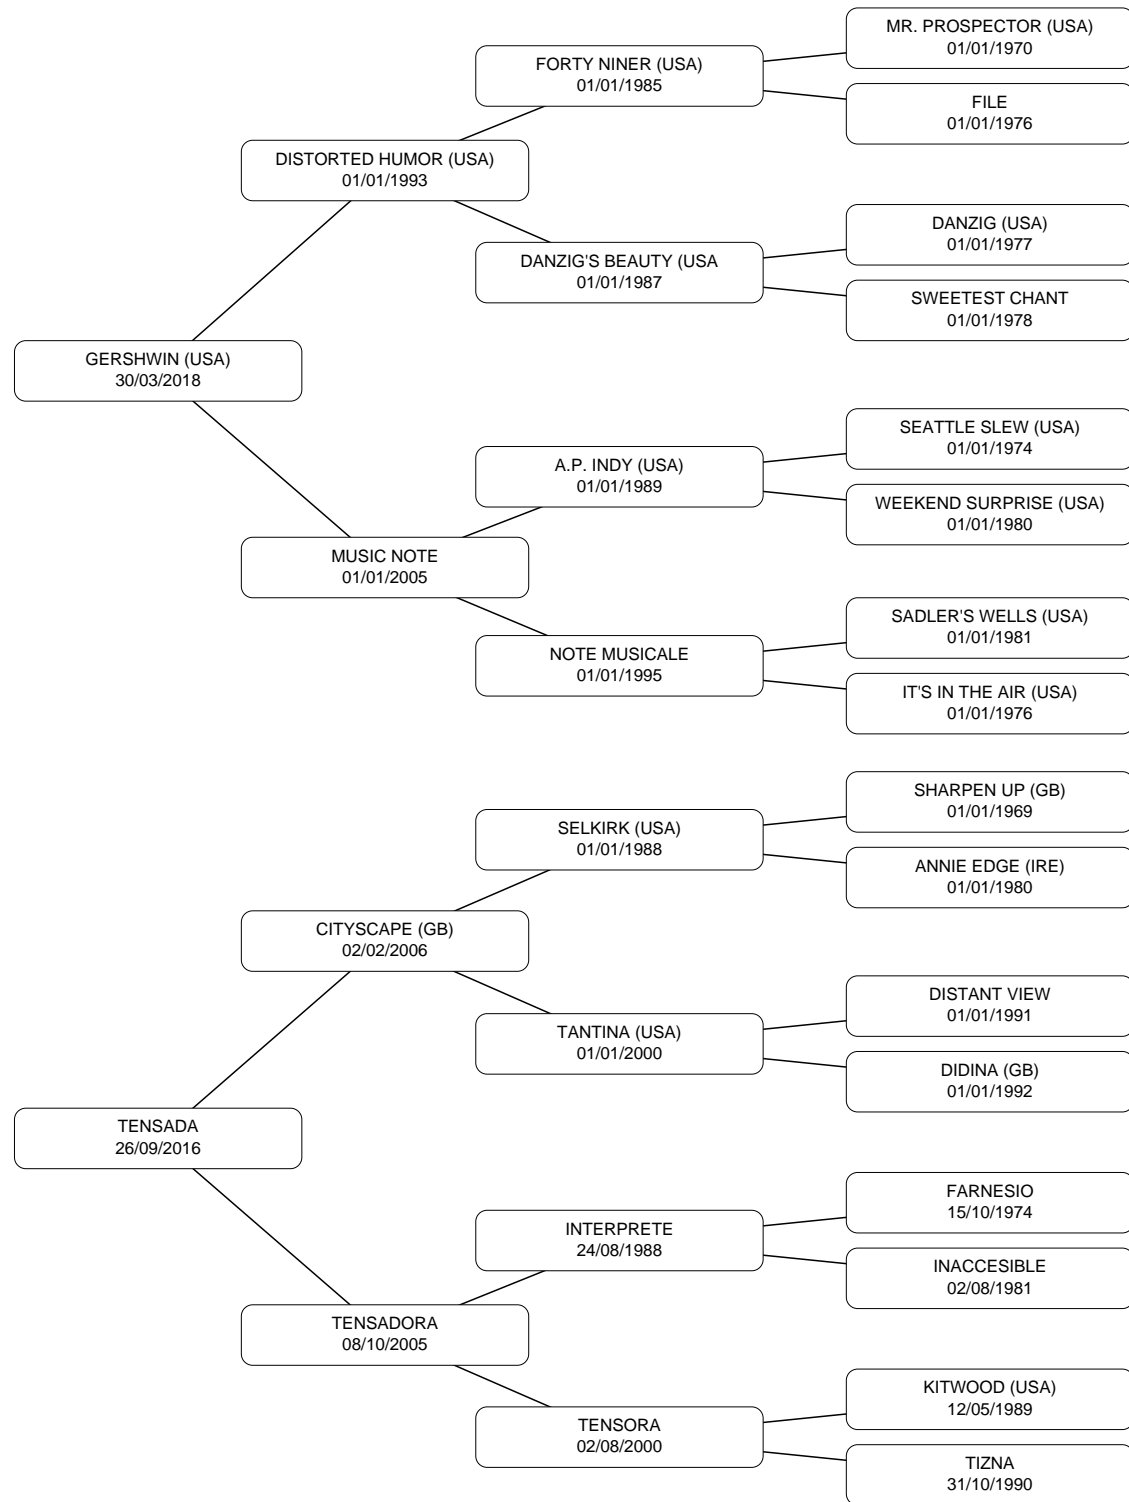 MR. PROSPECTOR (USA)
01/01/1970
FORTY NINER (USA)
01/01/1985
FILE
01/01/1976
DISTORTED HUMOR (USA)
01/01/1993
DANZIG (USA)
01/01/1977
DANZIG'S BEAUTY (USA
01/01/1987
SWEETEST CHANT
01/01/1978
GERSHWIN (USA)
30/03/2018
SEATTLE SLEW (USA)
01/01/1974
A.P. INDY (USA)
01/01/1989
WEEKEND SURPRISE (USA)
01/01/1980
MUSIC NOTE
01/01/2005
SADLER'S WELLS (USA)
01/01/1981
NOTE MUSICALE
01/01/1995
IT'S IN THE AIR (USA)
01/01/1976
SHARPEN UP (GB)
01/01/1969
SELKIRK (USA)
01/01/1988
ANNIE EDGE (IRE)
01/01/1980
CITYSCAPE (GB)
02/02/2006
DISTANT VIEW
01/01/1991
TANTINA (USA)
01/01/2000
DIDINA (GB)
01/01/1992
TENSADA
26/09/2016
FARNESIO
15/10/1974
INTERPRETE
24/08/1988
INACCESIBLE
02/08/1981
TENSADORA
08/10/2005
KITWOOD (USA)
12/05/1989
TENSORA
02/08/2000
TIZNA
31/10/1990